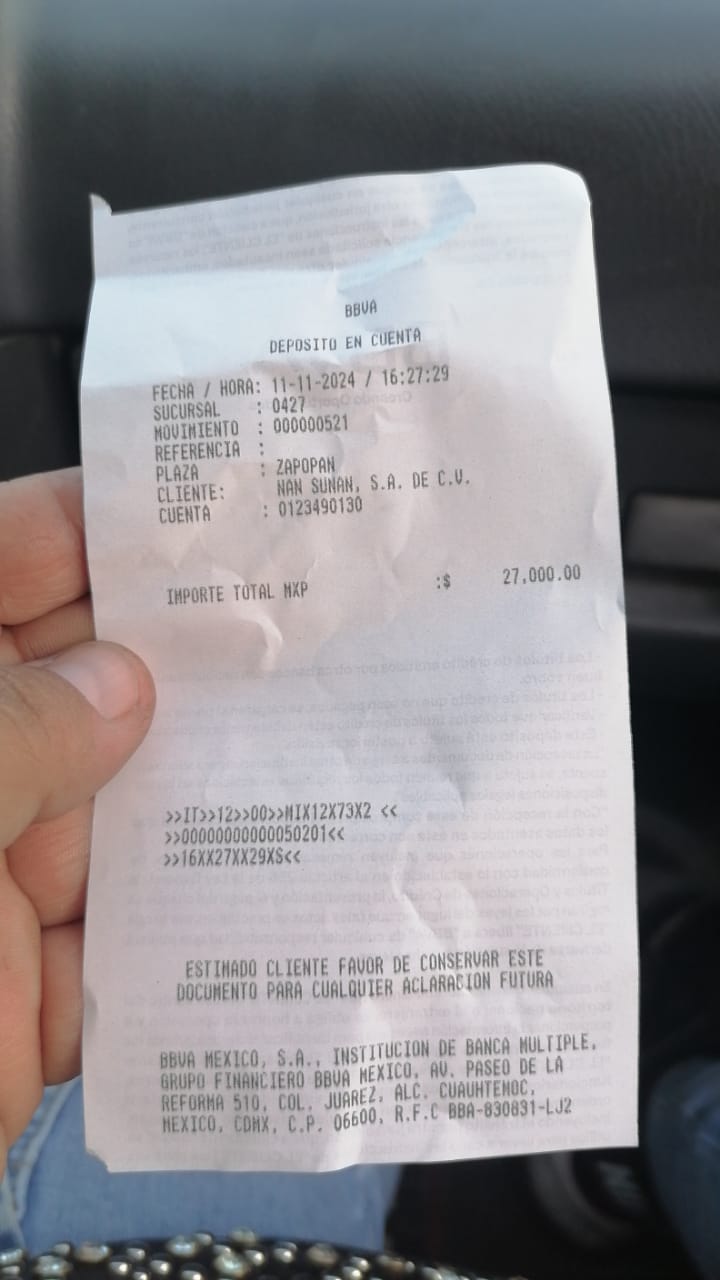 BBVA
DEPOSITO EN CUENTA
FECHA / HORA: 11-11-2024 / 16:27:29
SUCURSAL : 0427
MOVIMIENTO : 000000521
REFERENCIA :
PLAZA : ZAPOPAN
CLIENTE: NAN SUNAN, S.A. DE C.V.
CUENTA : 0123490130
IMPORTE TOTAL MXP :$ 27,000.00
>>IT>>12>>00>>MIX12X73X2 <<
>>00000000000050201<<
>>16XX27XX29XS<<
ESTIMADO CLIENTE FAVOR DE CONSERVAR ESTE
DOCUMENTO PARA CUALQUIER ACLARACION FUTURA
BBVA MEXICO, S.A., INSTITUCION DE BANCA MULTIPLE,
GRUPO FINANCIERO BBVA MEXICO. AV. PASEO DE LA
REFORMA 510, COL. JUAREZ, ALC. CUAUHTEMOC,
MEXICO, CDMX, C.P. 06600, R.F.C BBA-830831-LJ2